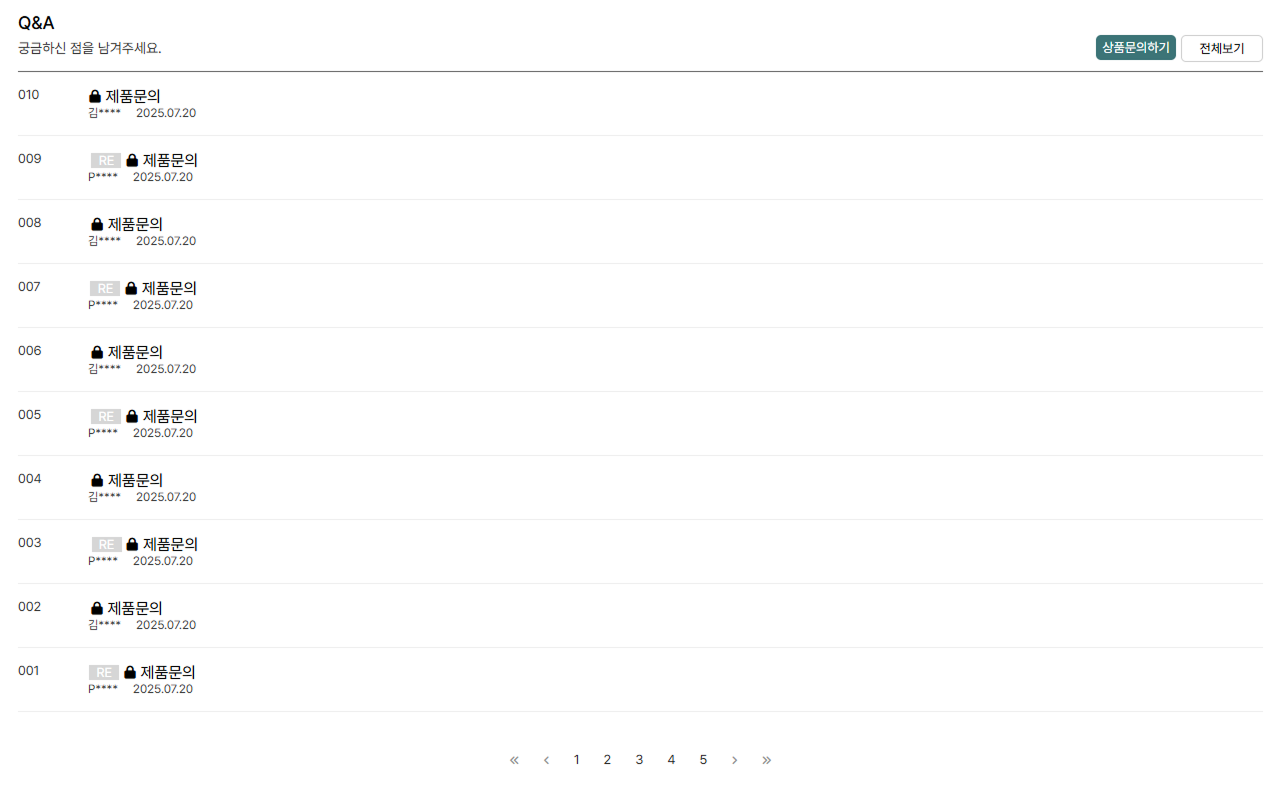 Q&A
궁금하신 점을 남겨주세요.
상품문의하기 전체보기
010 제품문의
김**** 2025.07.20
009 RE 제품문의
P**** 2025.07.20
008 제품문의
김**** 2025.07.20
007 RE 제품문의
P**** 2025.07.20
006 제품문의
김**** 2025.07.20
005 RE 제품문의
P**** 2025.07.20
004 제품문의
김**** 2025.07.20
003 RE 제품문의
P**** 2025.07.20
002 제품문의
김**** 2025.07.20
001 RE 제품문의
P**** 2025.07.20
« ‹ 1 2 3 4 5 › »